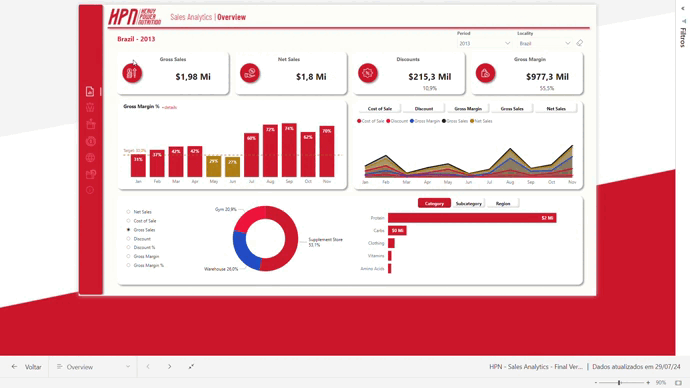 HPN HEAVY POWER NUTRITION
Sales Analytics | Overview
Brazil - 2013
Period
Locality
2013
Brazil
Filtros
Gross Sales
$1,98 Mi
Net Sales
$1,8 Mi
Discounts
$215,3 Mil
10,9%
Gross Margin
$977,3 Mil
55,5%
Gross Margin %
+details
72%
74%
70%
60%
62%
37%
42%
42%
29%
27%
Jan Feb Mar Apr May Jun Jul Aug Sep Oct Nov
Cost of Sale
Discount
Gross Margin
Gross Sales
Net Sales
Cost of Sale Discount Gross Margin Gross Sales Net Sales
Jan Feb Mar Apr May Jun Jul Aug Sep Oct Nov
Net Sales
Cost of Sale
Gross Sales
Discount
Discount %
Gross Margin
Gross Margin %
Gym 20,9%
Supplement Store
53,1%
Warehouse 26,0%
Category
Subcategory
Region
Protein
$2 Mi
Carbs
$0 Mi
Clothing
Vitamins
Amino Acids
Voltar
Overview
HPN - Sales Analytics - Final Ver... | Dados atualizados em 29/07/24
90%